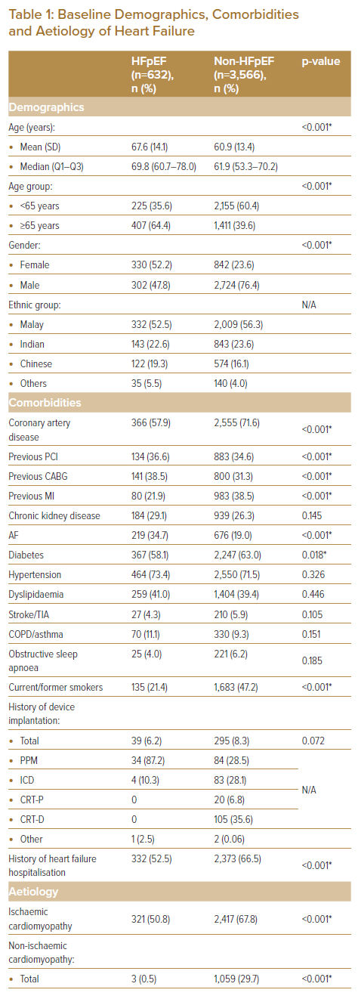 Table 1: Baseline Demographics, Comorbidities
and Aetiology of Heart Failure
HFpEF (n=632), n (%) Non-HFpEF (n=3,566), n (%) p-value
Demographics
Age (years): <0.001*
• Mean (SD) 67.6 (14.1) 60.9 (13.4)
• Median (Q1–Q3) 69.8 (60.7–78.0) 61.9 (53.3–70.2)
Age group: <0.001*
• <65 years 225 (35.6) 2,155 (60.4)
• ≥65 years 407 (64.4) 1,411 (39.6)
Gender: <0.001*
• Female 330 (52.2) 842 (23.6)
• Male 302 (47.8) 2,724 (76.4)
Ethnic group: N/A
• Malay 332 (52.5) 2,009 (56.3)
• Indian 143 (22.6) 843 (23.6)
• Chinese 122 (19.3) 574 (16.1)
• Others 35 (5.5) 140 (4.0)
Comorbidities
Coronary artery disease 366 (57.9) 2,555 (71.6) <0.001*
Previous PCI 134 (36.6) 883 (34.6) <0.001*
Previous CABG 141 (38.5) 800 (31.3) <0.001*
Previous MI 80 (21.9) 983 (38.5) <0.001*
Chronic kidney disease 184 (29.1) 939 (26.3) 0.145
AF 219 (34.7) 676 (19.0) <0.001*
Diabetes 367 (58.1) 2,247 (63.0) 0.018*
Hypertension 464 (73.4) 2,550 (71.5) 0.326
Dyslipidaemia 259 (41.0) 1,404 (39.4) 0.446
Stroke/TIA 27 (4.3) 210 (5.9) 0.105
COPD/asthma 70 (11.1) 330 (9.3) 0.151
Obstructive sleep apnoea 25 (4.0) 221 (6.2) 0.185
Current/former smokers 135 (21.4) 1,683 (47.2) <0.001*
History of device implantation:
• Total 39 (6.2) 295 (8.3) 0.072
• PPM 34 (87.2) 84 (28.5)
• ICD 4 (10.3) 83 (28.1) N/A
• CRT-P 0 20 (6.8)
• CRT-D 0 105 (35.6)
• Other 1 (2.5) 2 (0.06)
History of heart failure hospitalisation 332 (52.5) 2,373 (66.5) <0.001*
Aetiology
Ischaemic cardiomyopathy 321 (50.8) 2,417 (67.8) <0.001*
Non-ischaemic cardiomyopathy:
• Total 3 (0.5) 1,059 (29.7) <0.001*